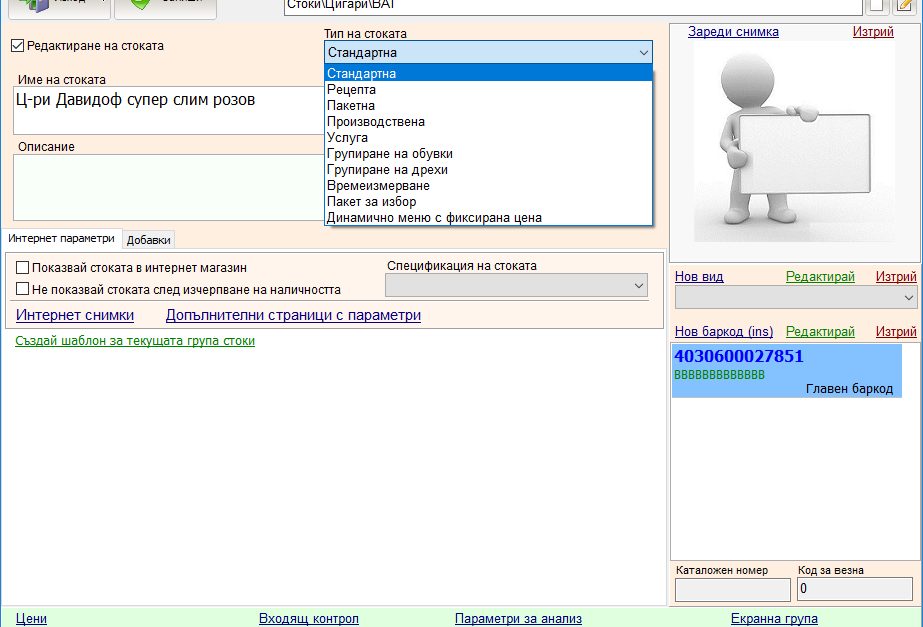 Стоки\Цигари\BAT
Редактиране на стоката
Тип на стоката
Стандартна
Стандартна
Рецепта
Пакетна
Производствена
Услуга
Групиране на обувки
Групиране на дрехи
Времеизмерване
Пакет за избор
Динамично меню с фиксирана цена
Име на стоката
Ц-ри Давидоф супер слим розов
Описание
Зареди снимка Изтрий
Интернет параметри Добавки
Показвай стоката в интернет магазин
Не показвай стоката след изчерпване на наличността
Спецификация на стоката
Интернет снимки Допълнителни страници с параметри
Създай шаблон за текущата група стоки
Нов вид Редактирай Изтрий
Нов баркод (ins) Редактирай Изтрий
4030600027851
BBBBBBBBBBBBB
Главен баркод
Каталожен номер Код за везна
0
Цени Входящ контрол Параметри за анализ Екранна група